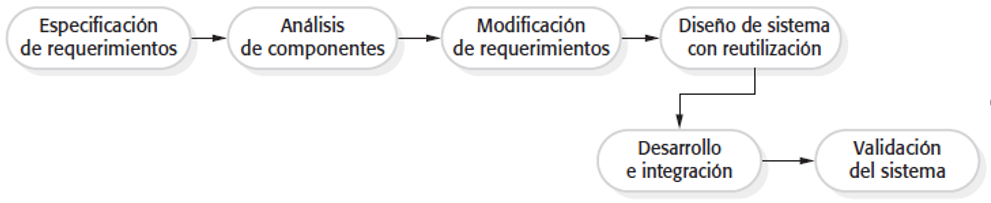 Especificación
de requerimientos
Análisis
de componentes
Modificación
de requerimientos
Diseño de sistema
con reutilización
Desarrollo
e integración
Validación
del sistema